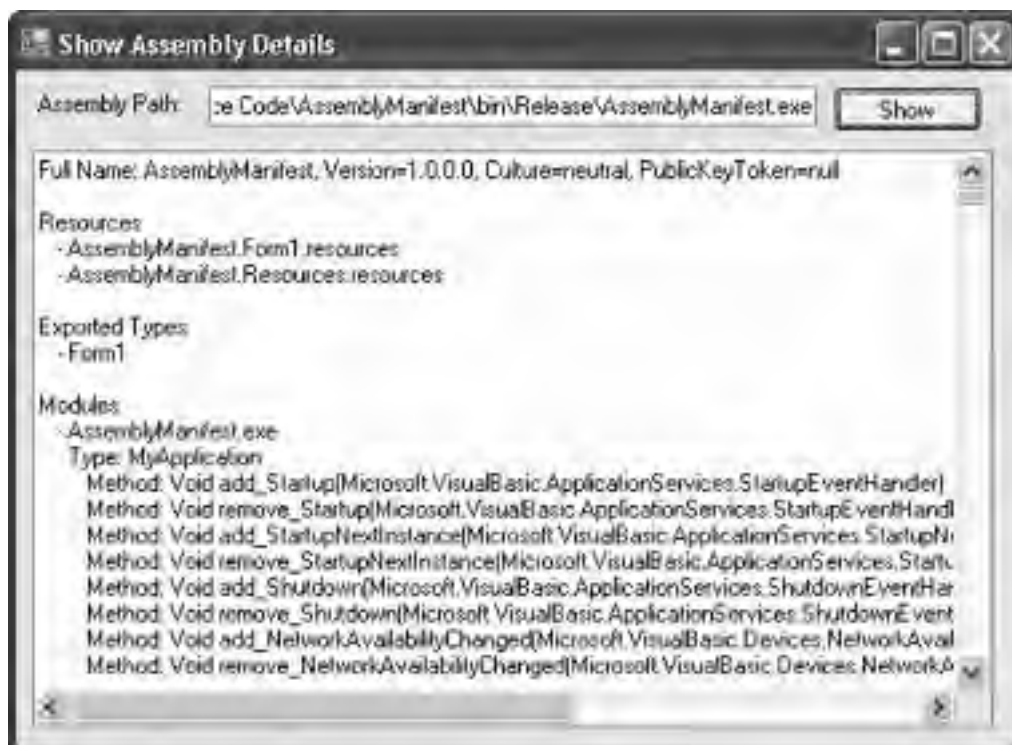 Show Assembly Details
Assembly Path: ce Code\AssemblyManifest\bin\Release\AssemblyManifest.exe Show
Full Name: AssemblyManifest, Version=1.0.0.0, Culture=neutral, PublicKeyToken=null
Resources
- AssemblyManifest.Form1.resources
- AssemblyManifest.Resources.resources
Exported Types
- Form1
Modules
- AssemblyManifest.exe
Type: MyApplication
Method: Void add_Startup(Microsoft.VisualBasic.ApplicationServices.StartupEventHandler)
Method: Void remove_Startup(Microsoft.VisualBasic.ApplicationServices.StartupEventHandl
Method: Void add_StartupNextInstance(Microsoft.VisualBasic.ApplicationServices.StartupN
Method: Void remove_StartupNextInstance(Microsoft.VisualBasic.ApplicationServices.Startu
Method: Void add_Shutdown(Microsoft.VisualBasic.ApplicationServices.ShutdownEventHar
Method: Void remove_Shutdown(Microsoft.VisualBasic.ApplicationServices.ShutdownEvent
Method: Void add_NetworkAvailabilityChanged(Microsoft.VisualBasic.Devices.NetworkAvail
Method: Void remove_NetworkAvailabilityChanged(Microsoft.VisualBasic.Devices.NetworkA